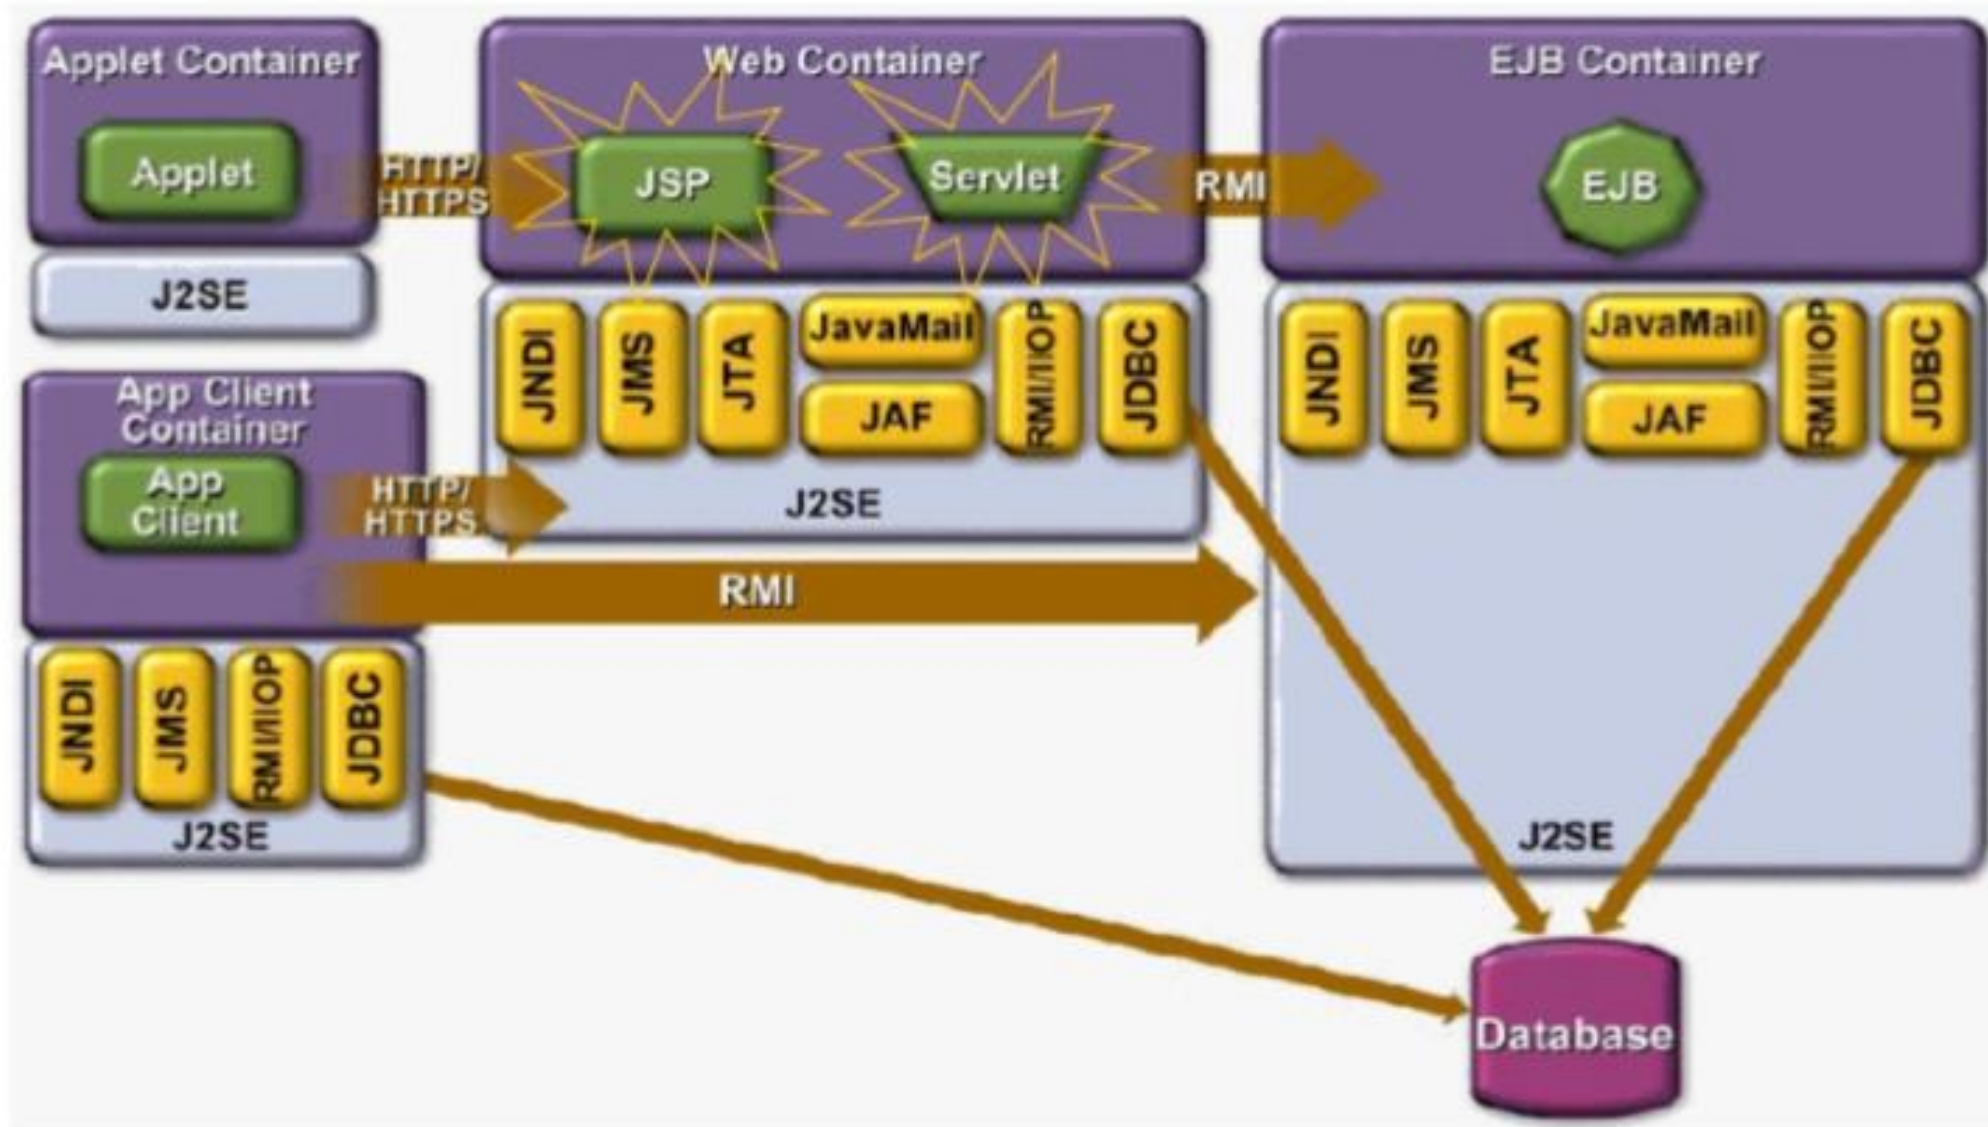 Applet Container
Applet
J2SE
HTTP/
HTTPS
Web Container
JSP
Servlet
JNDI
JMS
JTA
JavaMail
JAF
RMI/IIOP
JDBC
J2SE
RMI
EJB Container
EJB
JNDI
JMS
JTA
JavaMail
JAF
RMI/IIOP
JDBC
J2SE
App Client
Container
App
Client
HTTP/
HTTPS
RMI
JNDI
JMS
RMI/IIOP
JDBC
J2SE
Database